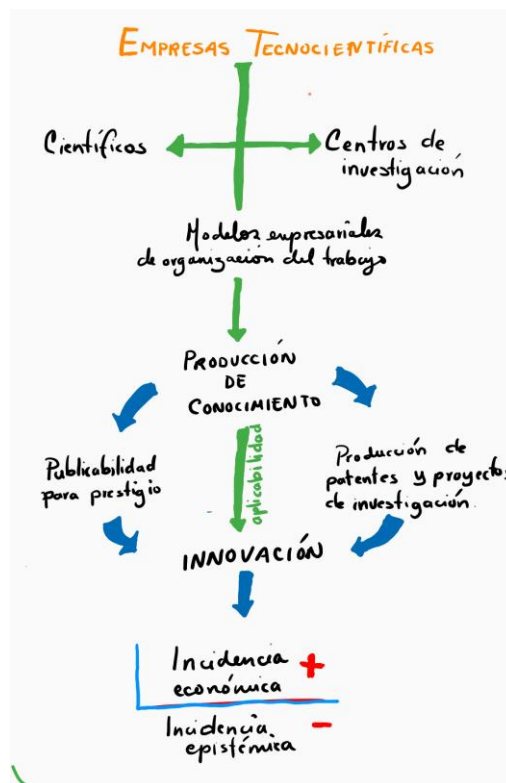 EMPRESAS TECNOCIENTÍFICAS
Científicos
Centros de
investigación
Modelos empresariales
de organización del trabajo
PRODUCCIÓN
DE
CONOCIMIENTO
aplicabilidad
Publicabilidad
para prestigio
Producción de
patentes y proyectos
de investigación
INNOVACIÓN
Incidencia +
económica
Incidencia −
epistémica